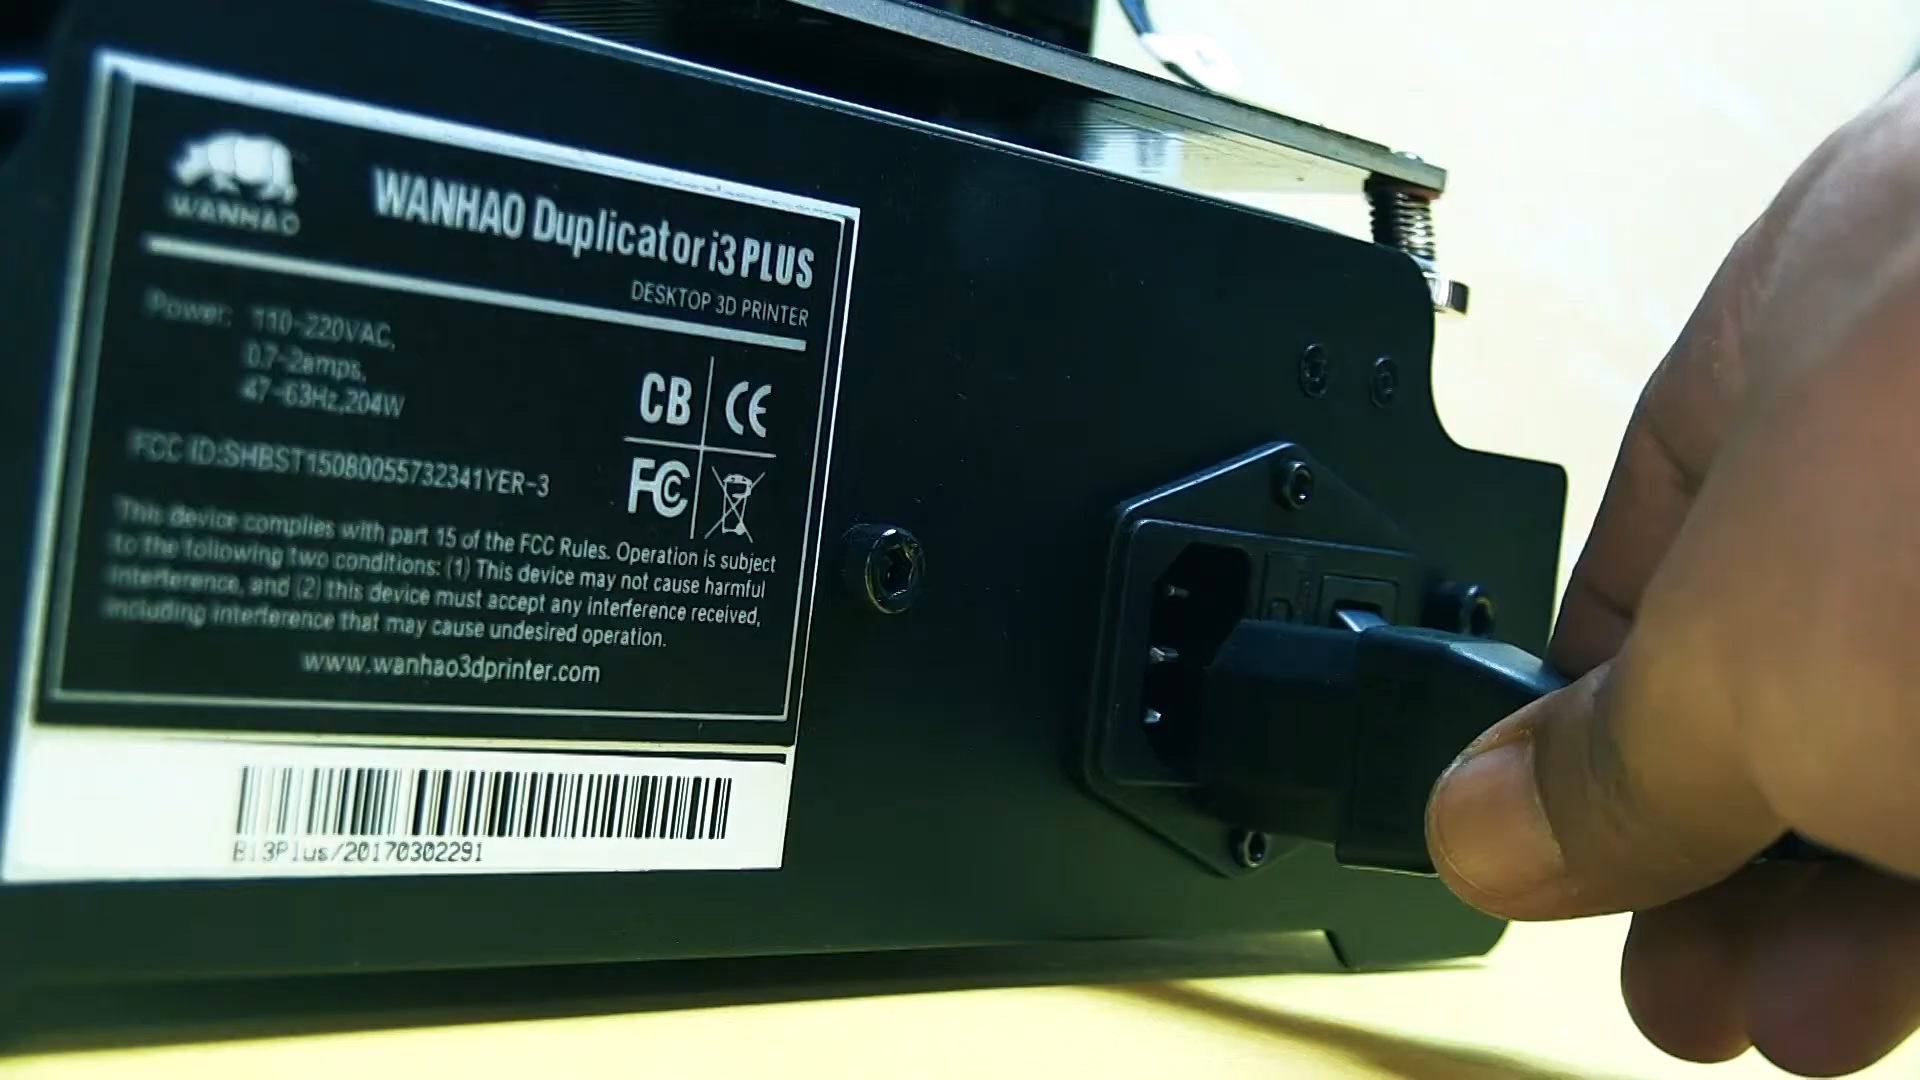 WANHAO
WANHAO Duplicator i3 PLUS
DESKTOP 3D PRINTER
Power: 110-220VAC,
0.7-2amps,
47-63Hz,204W
CB CE
FC
FCC ID:SHBST15080055732341YER-3
This device complies with part 15 of the FCC Rules. Operation is subject
to the following two conditions: (1) This device may not cause harmful
interference, and (2) this device must accept any interference received,
including interference that may cause undesired operation.
www.wanhao3dprinter.com
Bi3Plus/20170302291